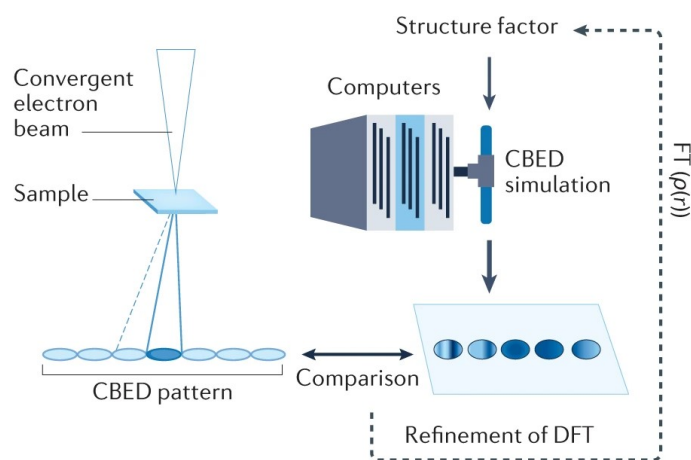 Structure factor
Convergent
electron
beam
Computers
Sample
CBED
simulation
FT (ρ(r))
CBED pattern
Comparison
Refinement of DFT